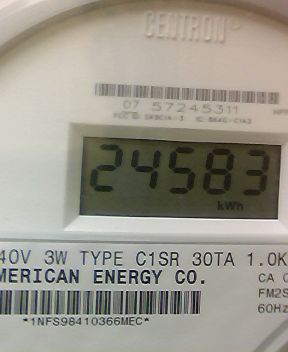 CENTRON
07 57245311
24583
kWh
40V 3W TYPE C1SR 30TA 1.0K
MERICAN ENERGY CO.
CA
FM2S
60Hz
*1NFS98410366MEC*